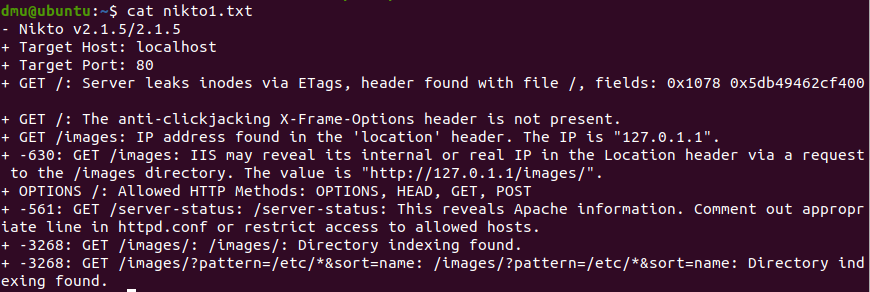 dmu@ubuntu:~$ cat nikto1.txt
- Nikto v2.1.5/2.1.5
+ Target Host: localhost
+ Target Port: 80
+ GET /: Server leaks inodes via ETags, header found with file /, fields: 0x1078 0x5db49462cf400
+ GET /: The anti-clickjacking X-Frame-Options header is not present.
+ GET /images: IP address found in the 'location' header. The IP is "127.0.1.1".
+ -630: GET /images: IIS may reveal its internal or real IP in the Location header via a request
 to the /images directory. The value is "http://127.0.1.1/images/".
+ OPTIONS /: Allowed HTTP Methods: OPTIONS, HEAD, GET, POST
+ -561: GET /server-status: /server-status: This reveals Apache information. Comment out appropr
iate line in httpd.conf or restrict access to allowed hosts.
+ -3268: GET /images/: /images/: Directory indexing found.
+ -3268: GET /images/?pattern=/etc/*&sort=name: /images/?pattern=/etc/*&sort=name: Directory ind
exing found.